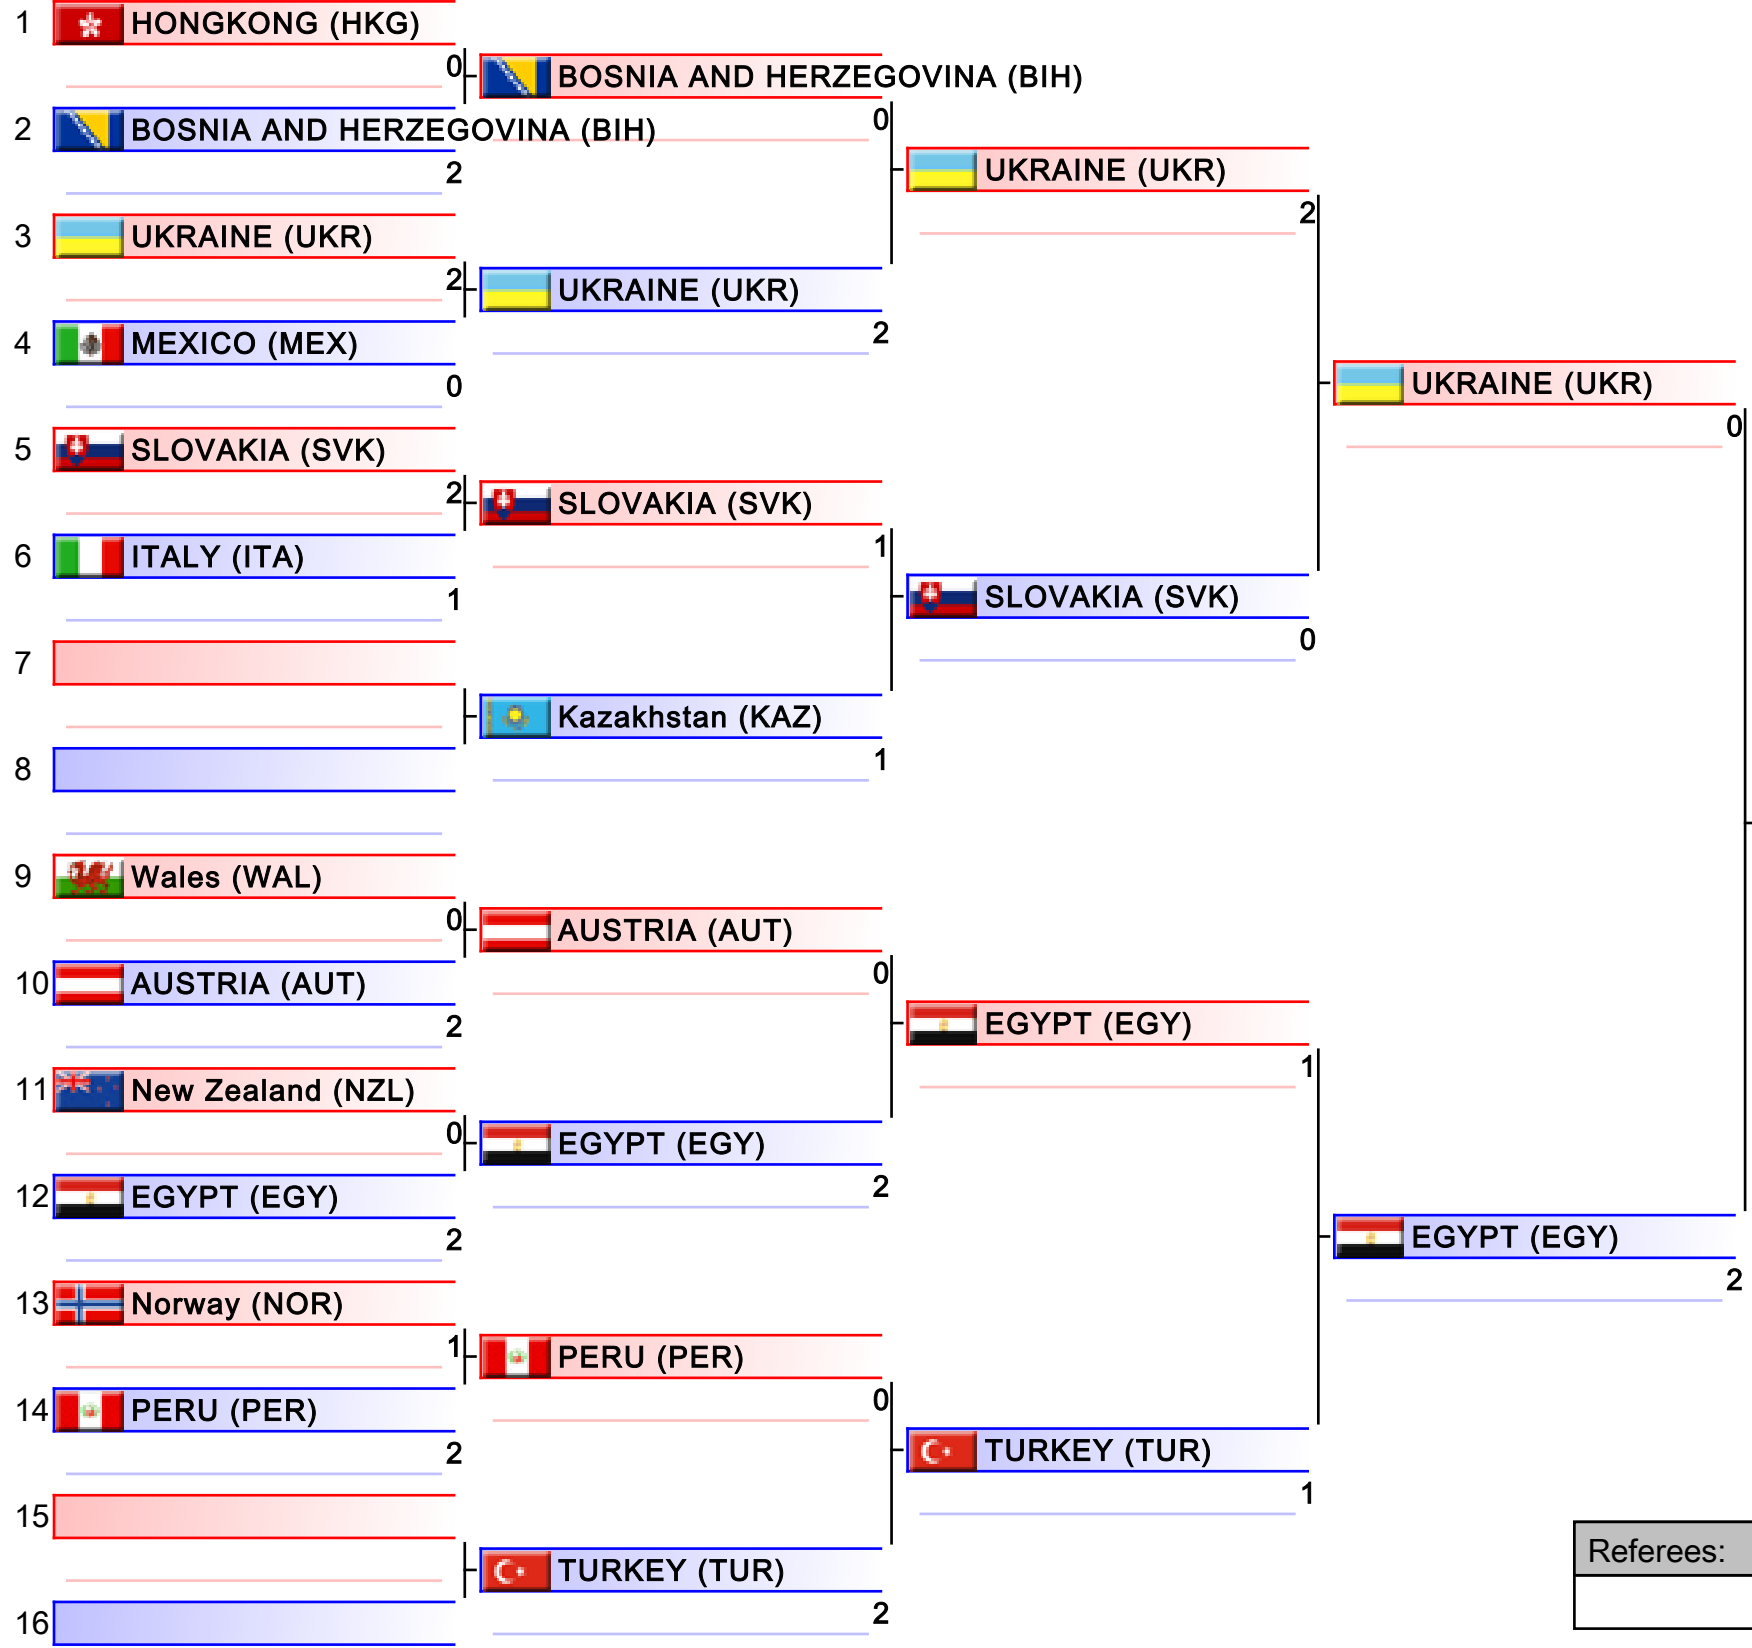 1 HONGKONG (HKG)
0
2 BOSNIA AND HERZEGOVINA (BIH)
2
3 UKRAINE (UKR)
2
4 MEXICO (MEX)
0
5 SLOVAKIA (SVK)
2
6 ITALY (ITA)
1
7
8
9 Wales (WAL)
0
10 AUSTRIA (AUT)
2
11 New Zealand (NZL)
0
12 EGYPT (EGY)
2
13 Norway (NOR)
1
14 PERU (PER)
2
15
16
BOSNIA AND HERZEGOVINA (BIH)
0
UKRAINE (UKR)
2
SLOVAKIA (SVK)
1
Kazakhstan (KAZ)
1
AUSTRIA (AUT)
0
EGYPT (EGY)
2
PERU (PER)
0
TURKEY (TUR)
2
UKRAINE (UKR)
2
SLOVAKIA (SVK)
0
EGYPT (EGY)
1
TURKEY (TUR)
1
UKRAINE (UKR)
0
EGYPT (EGY)
2
Referees: